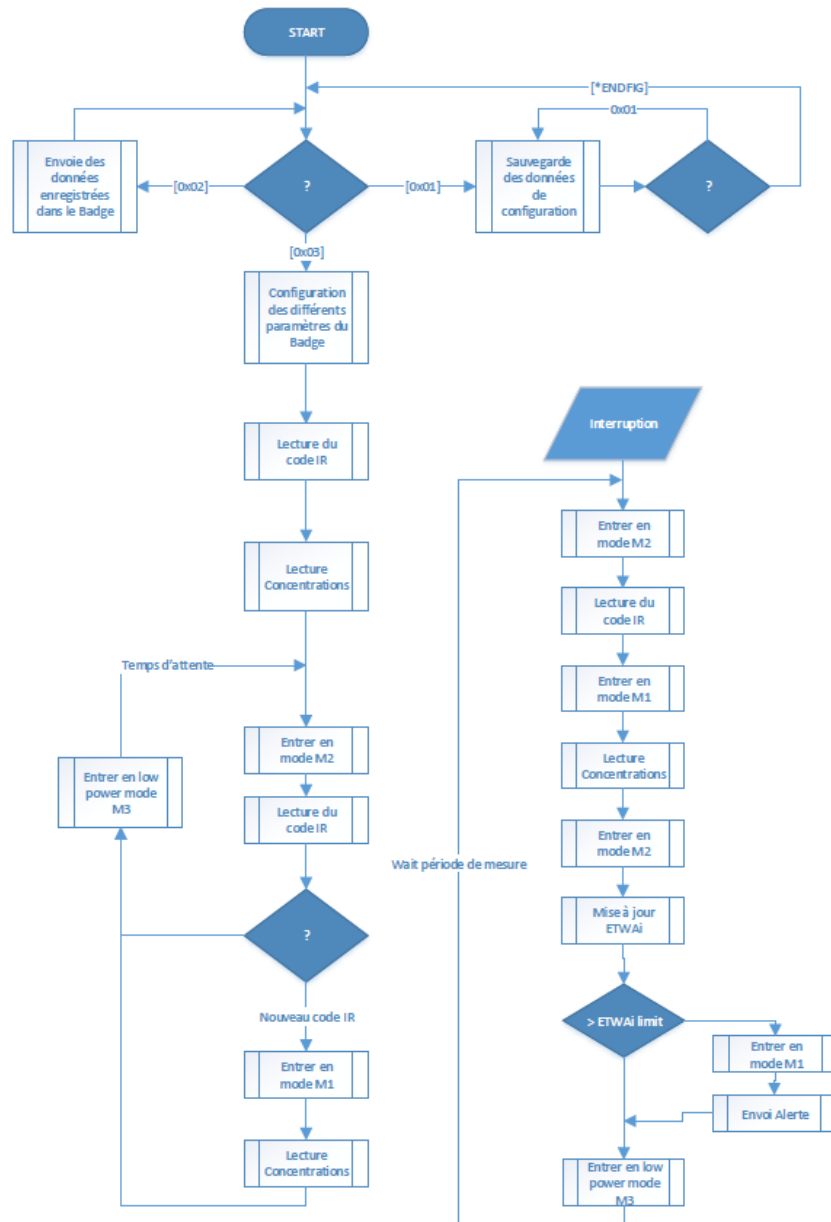 START
[*ENDFIG]
0x01
Envoie des
données
enregistrées
dans le Badge
[0x02]
?
[0x01]
Sauvegarde
des données
de
configuration
?
[0x03]
Configuration
des différents
paramètres du
Badge
Lecture du
code IR
Lecture
Concentrations
Temps d'attente
Entrer en
mode M2
Entrer en low
power mode
M3
Lecture du
code IR
?
Nouveau code IR
Entrer en
mode M1
Lecture
Concentrations
Interruption
Entrer en
mode M2
Lecture du
code IR
Entrer en
mode M1
Lecture
Concentrations
Entrer en
mode M2
Wait période de mesure
Mise à jour
ETWAi
> ETWAi limit
Entrer en
mode M1
Envoi Alerte
Entrer en low
power mode
M3